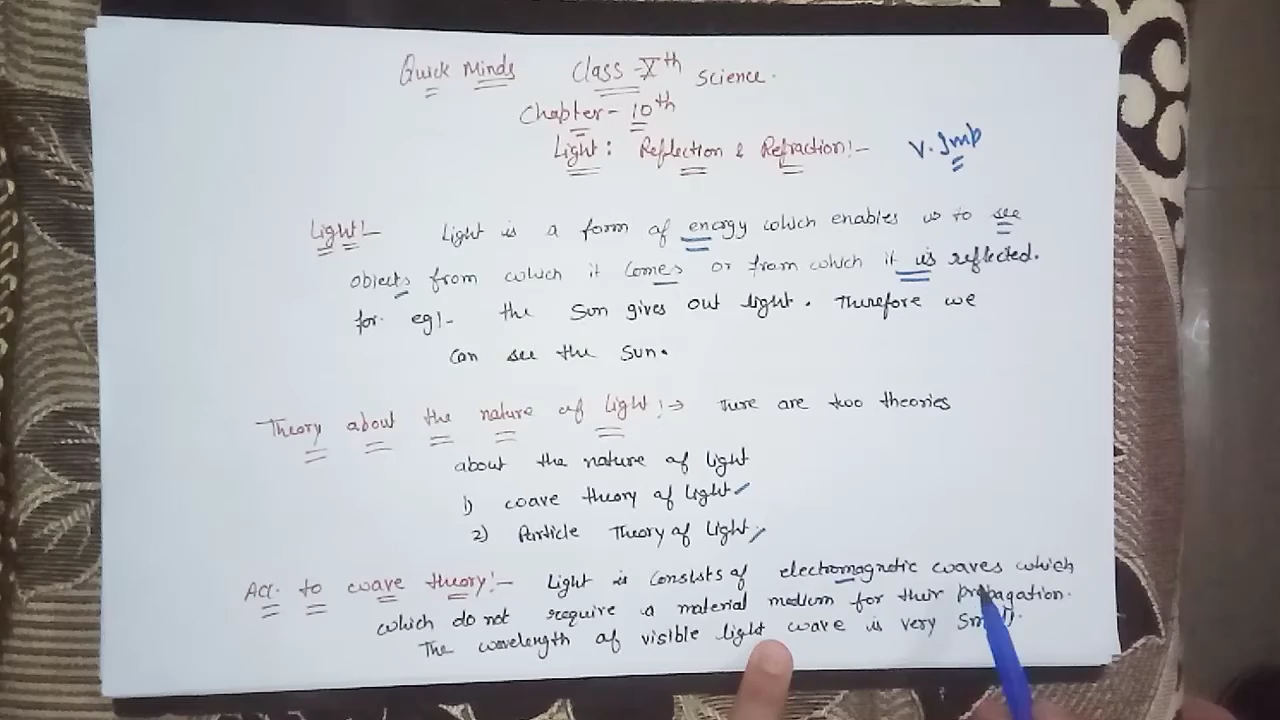 Quick Minds Class - Xth Science.
Chapter - 10th
Light: Reflection & Refraction!- V. Imp
Light!- Light is a form of energy which enables us to see
objects from which it comes or from which it is reflected.
for eg!- the Sun gives out light. Therefore we
can see the sun.
Theory about the nature of light!→ There are two theories
about the nature of light
1) wave theory of light
2) Particle Theory of light
Acc. to wave theory!- Light is consists of electromagnetic waves which
which do not require a material medium for their propagation.
The wavelength of visible light wave is very small.